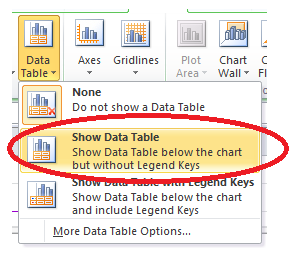 Data Table
Axes
Gridlines
Plot Area
Chart Wall
Chart Floor
None
Do not show a Data Table
Show Data Table
Show Data Table below the chart
but without Legend Keys
Show Data Table with Legend Keys
Show Data Table below the chart
and include Legend Keys
More Data Table Options...